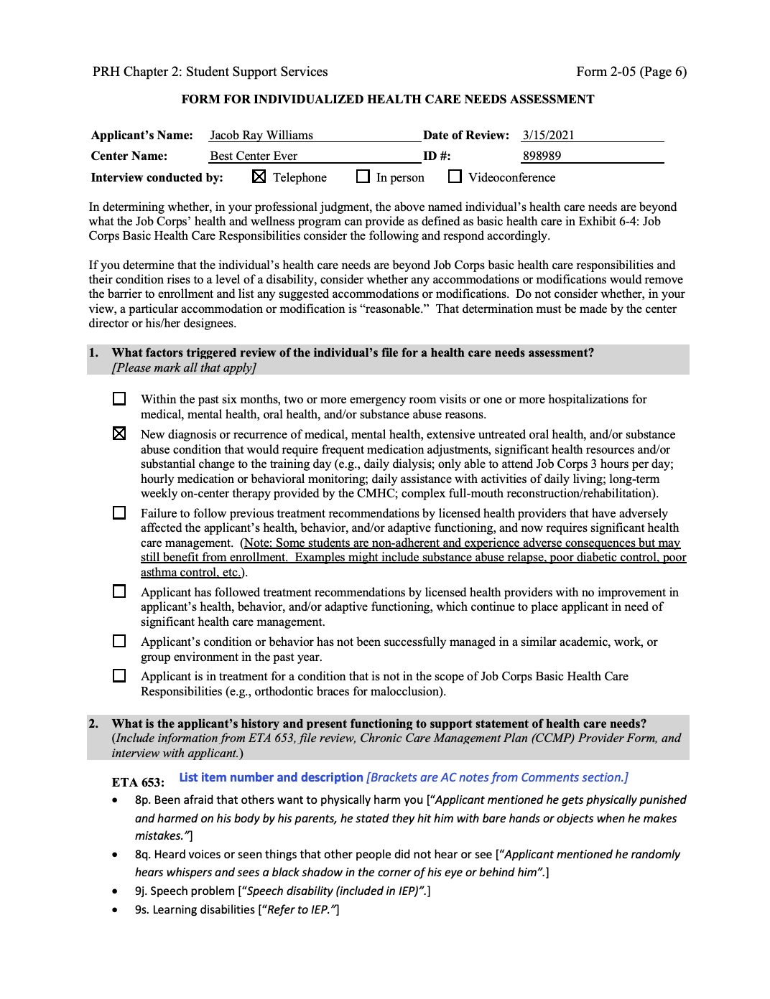 PRH Chapter 2: Student Support Services Form 2-05 (Page 6)
FORM FOR INDIVIDUALIZED HEALTH CARE NEEDS ASSESSMENT
Applicant’s Name: Jacob Ray Williams Date of Review: 3/15/2021
Center Name: Best Center Ever ID #: 898989
Interview conducted by: ☒ Telephone ☐ In person ☐ Videoconference
In determining whether, in your professional judgment, the above named individual’s health care needs are beyond
what the Job Corps’ health and wellness program can provide as defined as basic health care in Exhibit 6-4: Job
Corps Basic Health Care Responsibilities consider the following and respond accordingly.
If you determine that the individual’s health care needs are beyond Job Corps basic health care responsibilities and
their condition rises to a level of a disability, consider whether any accommodations or modifications would remove
the barrier to enrollment and list any suggested accommodations or modifications. Do not consider whether, in your
view, a particular accommodation or modification is “reasonable.” That determination must be made by the center
director or his/her designees.
1. What factors triggered review of the individual’s file for a health care needs assessment?
[Please mark all that apply]
☐ Within the past six months, two or more emergency room visits or one or more hospitalizations for
medical, mental health, oral health, and/or substance abuse reasons.
☒ New diagnosis or recurrence of medical, mental health, extensive untreated oral health, and/or substance
abuse condition that would require frequent medication adjustments, significant health resources and/or
substantial change to the training day (e.g., daily dialysis; only able to attend Job Corps 3 hours per day;
hourly medication or behavioral monitoring; daily assistance with activities of daily living; long-term
weekly on-center therapy provided by the CMHC; complex full-mouth reconstruction/rehabilitation).
☐ Failure to follow previous treatment recommendations by licensed health providers that have adversely
affected the applicant’s health, behavior, and/or adaptive functioning, and now requires significant health
care management. (Note: Some students are non-adherent and experience adverse consequences but may
still benefit from enrollment. Examples might include substance abuse relapse, poor diabetic control, poor
asthma control, etc.).
☐ Applicant has followed treatment recommendations by licensed health providers with no improvement in
applicant’s health, behavior, and/or adaptive functioning, which continue to place applicant in need of
significant health care management.
☐ Applicant’s condition or behavior has not been successfully managed in a similar academic, work, or
group environment in the past year.
☐ Applicant is in treatment for a condition that is not in the scope of Job Corps Basic Health Care
Responsibilities (e.g., orthodontic braces for malocclusion).
2. What is the applicant’s history and present functioning to support statement of health care needs?
(Include information from ETA 653, file review, Chronic Care Management Plan (CCMP) Provider Form, and
interview with applicant.)
ETA 653: List item number and description [Brackets are AC notes from Comments section.]
• 8p. Been afraid that others want to physically harm you [“Applicant mentioned he gets physically punished
and harmed on his body by his parents, he stated they hit him with bare hands or objects when he makes
mistakes.”]
• 8q. Heard voices or seen things that other people did not hear or see [“Applicant mentioned he randomly
hears whispers and sees a black shadow in the corner of his eye or behind him”.]
• 9j. Speech problem [“Speech disability (included in IEP)”.]
• 9s. Learning disabilities [“Refer to IEP.”]